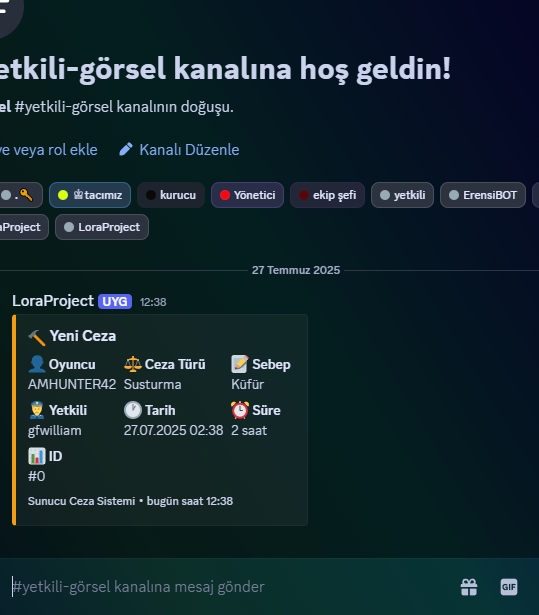 etkili-görsel kanalına hoş geldin!
el #yetkili-görsel kanalının doğuşu.
ye veya rol ekle Kanalı Düzenle
. tacımız kurucu Yönetici ekip şefi yetkili ErensiBOT
aProject LoraProject
27 Temmuz 2025
LoraProject UYG 12:38
Yeni Ceza
Oyuncu Ceza Türü Sebep
AMHUNTER42 Susturma Küfür
Yetkili Tarih Süre
gfwilliam 27.07.2025 02:38 2 saat
ID
#0
Sunucu Ceza Sistemi • bugün saat 12:38
#yetkili-görsel kanalına mesaj gönder
GIF